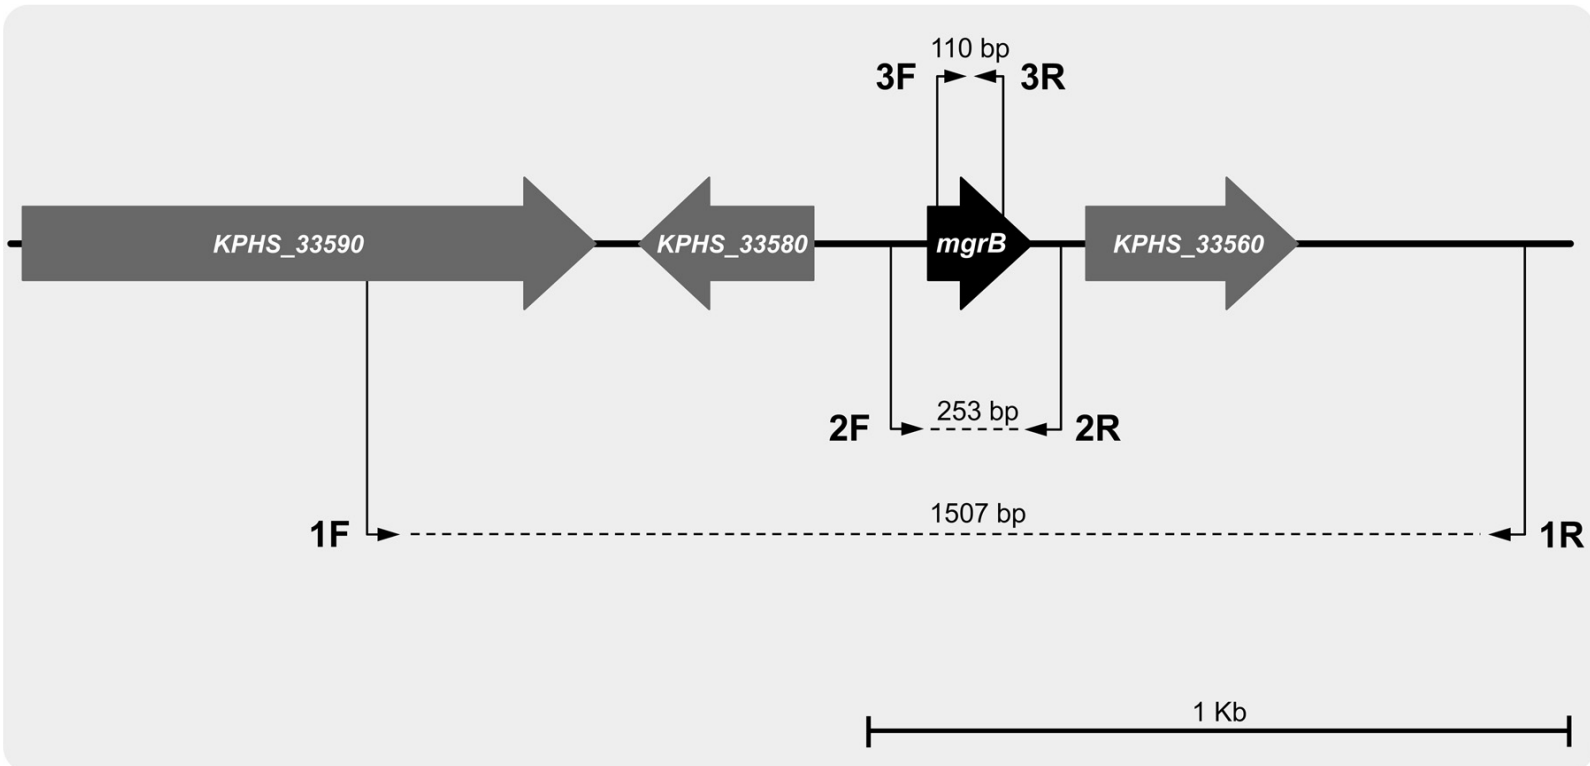 110 bp
3F 3R
KPHS_33590 KPHS_33580 mgrB KPHS_33560
253 bp
2F 2R
1507 bp
1F 1R
1 Kb